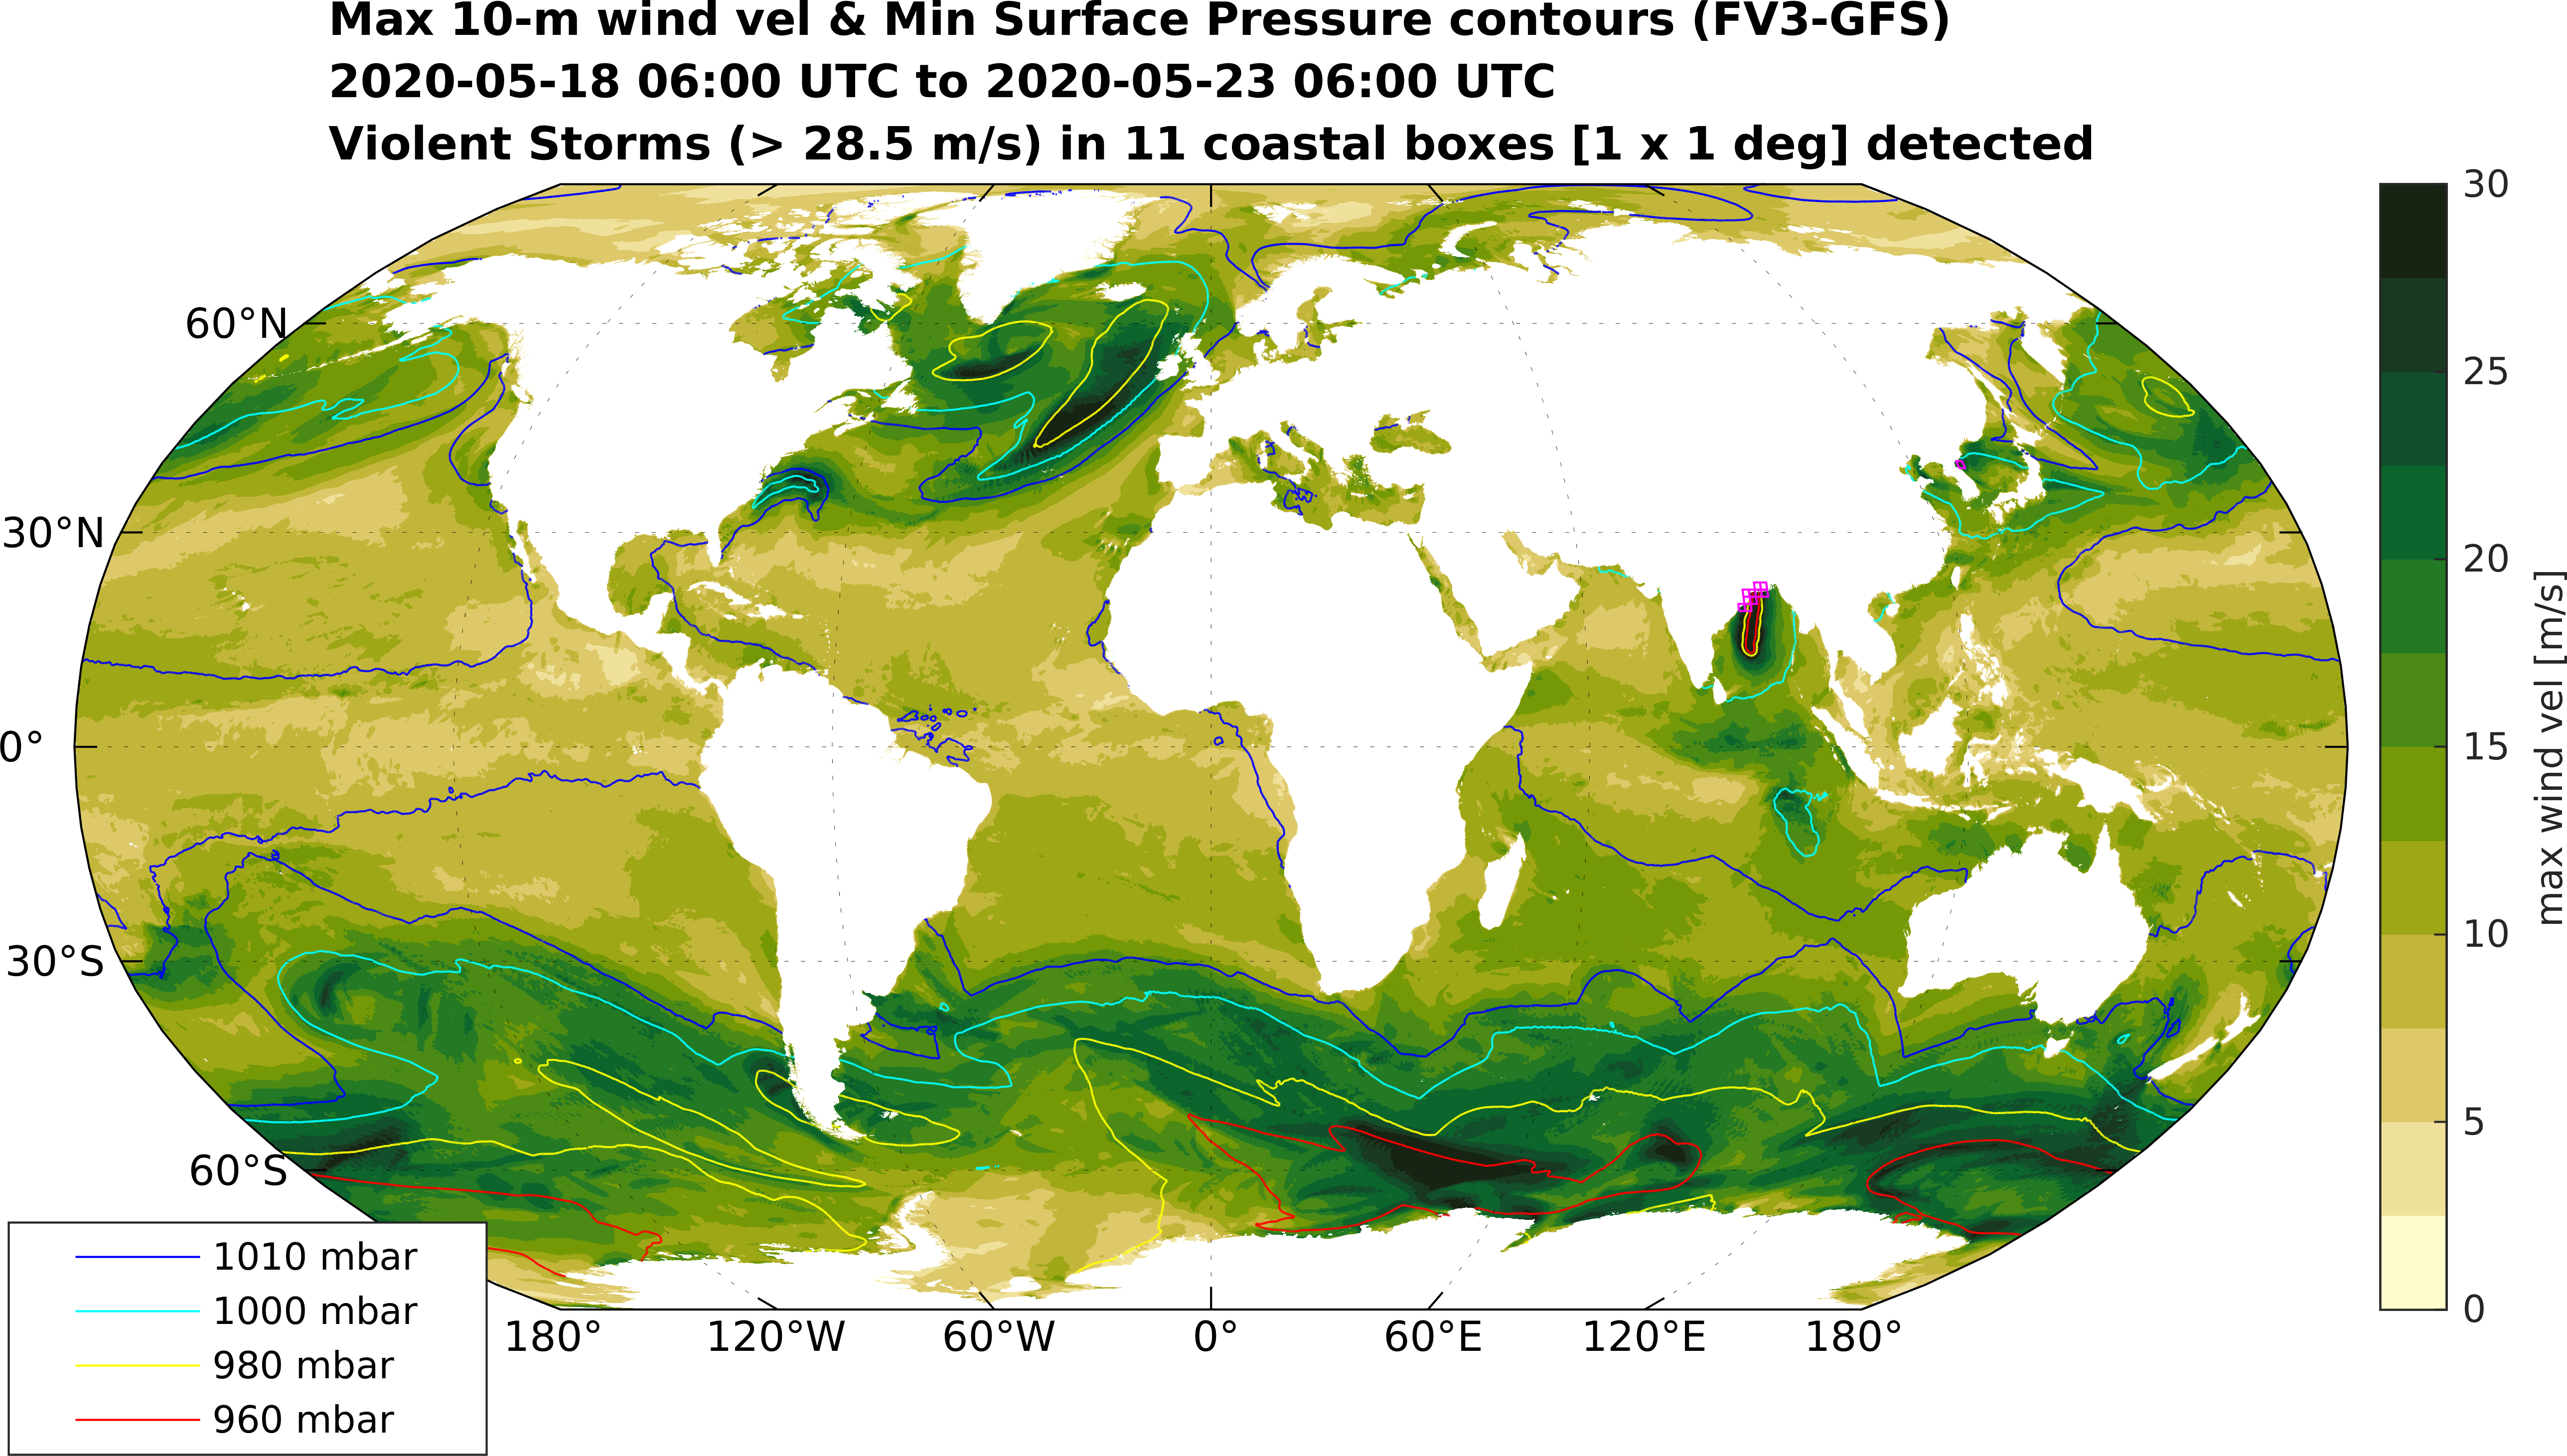 Max 10-m wind vel & Min Surface Pressure contours (FV3-GFS)
2020-05-18 06:00 UTC to 2020-05-23 06:00 UTC
Violent Storms (> 28.5 m/s) in 11 coastal boxes [1 x 1 deg] detected
60°N
30°N
0°
30°S
60°S
180°
120°W
60°W
0°
60°E
120°E
180°
30
25
20
15
10
5
0
max wind vel [m/s]
1010 mbar
1000 mbar
980 mbar
960 mbar